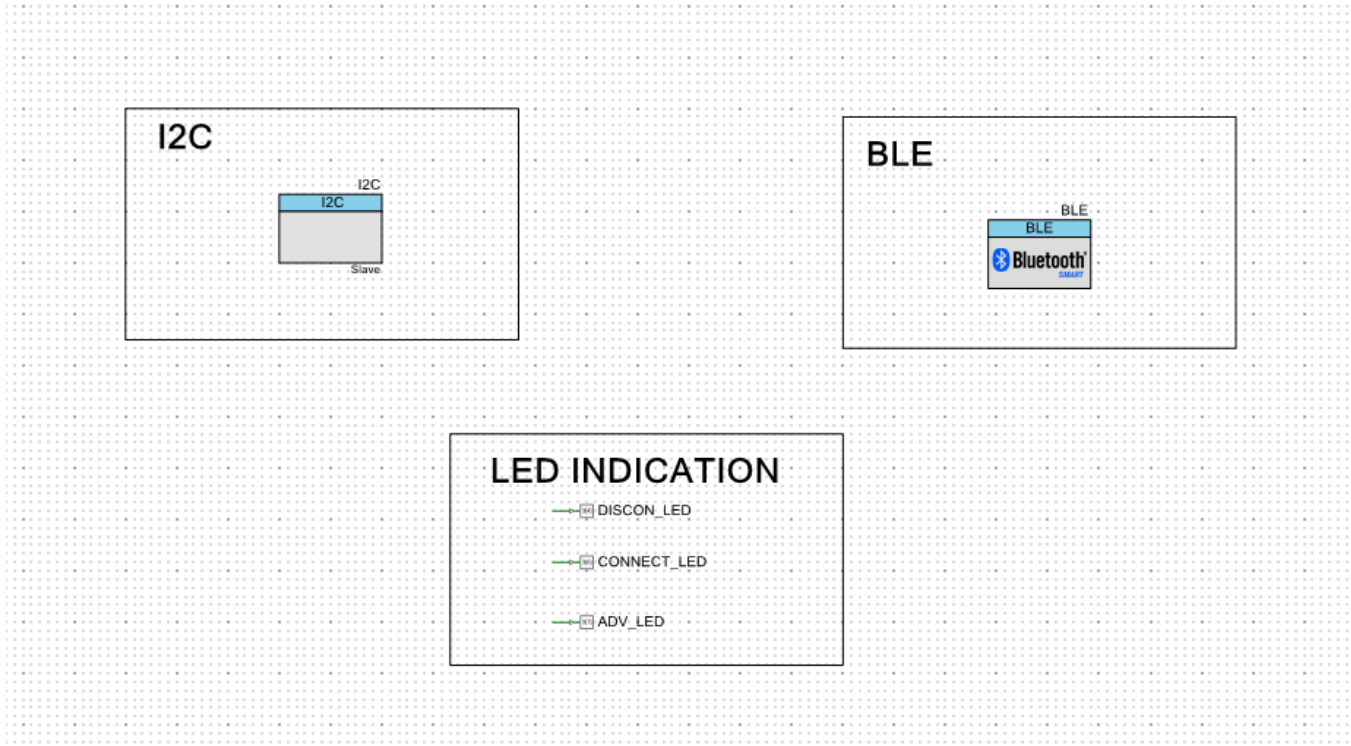 I2C
I2C
I2C
Slave
BLE
BLE
BLE
Bluetooth
SMART
LED INDICATION
DISCON_LED
CONNECT_LED
ADV_LED